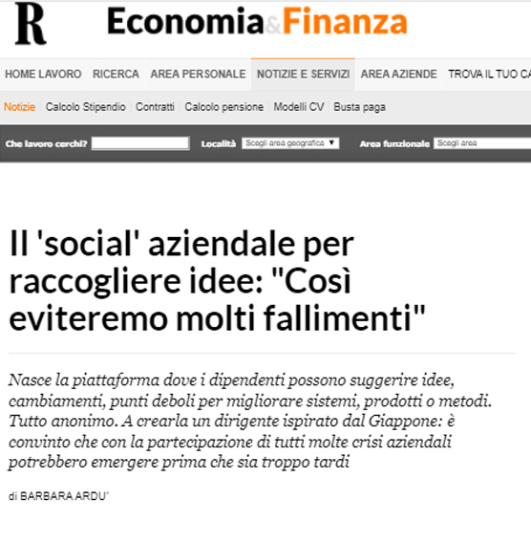 R Economia&Finanza
HOME LAVORO RICERCA AREA PERSONALE NOTIZIE E SERVIZI AREA AZIENDE TROVA IL TUO CA
Notizie Calcolo Stipendio Contratti Calcolo pensione Modelli CV Busta paga
Che lavoro cerchi? Località Scegli area geografica Area funzionale Scegli area
Il 'social' aziendale per
raccogliere idee: "Così
eviteremo molti fallimenti"
Nasce la piattaforma dove i dipendenti possono suggerire idee,
cambiamenti, punti deboli per migliorare sistemi, prodotti o metodi.
Tutto anonimo. A crearla un dirigente ispirato dal Giappone: è
convinto che con la partecipazione di tutti molte crisi aziendali
potrebbero emergere prima che sia troppo tardi
di BARBARA ARDU'